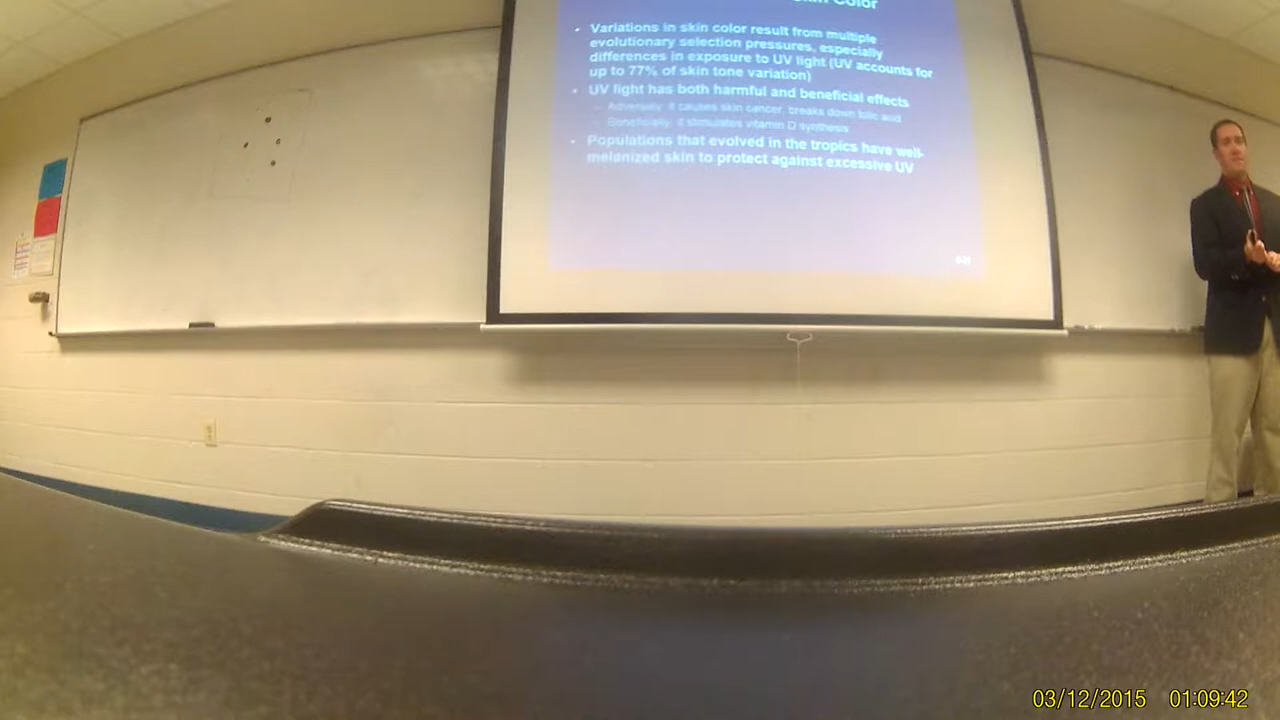 Skin Color
• Variations in skin color result from multiple
evolutionary selection pressures, especially
differences in exposure to UV light (UV accounts for
up to 77% of skin tone variation)
• UV light has both harmful and beneficial effects
– Adversely, it causes skin cancer, breaks down folic acid
– Beneficially, it stimulates vitamin D synthesis
• Populations that evolved in the tropics have well-
melanized skin to protect against excessive UV
03/12/2015 01:09:42